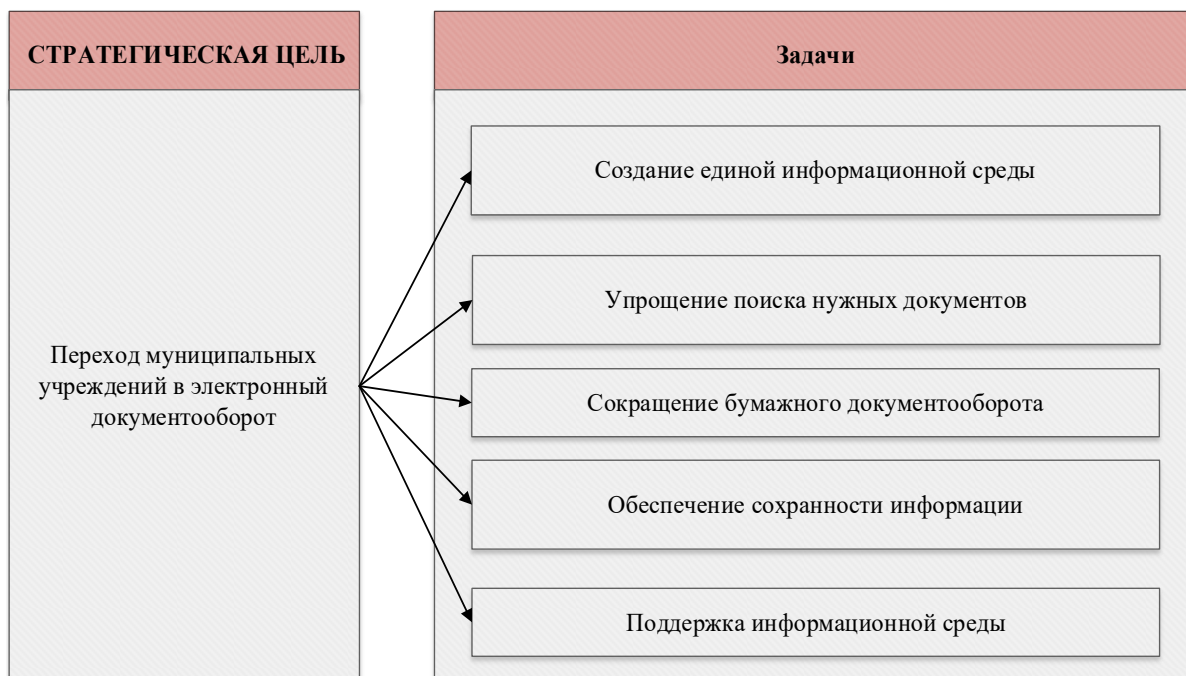 СТРАТЕГИЧЕСКАЯ ЦЕЛЬ
Переход муниципальных
учреждений в электронный
документооборот
Задачи
Создание единой информационной среды
Упрощение поиска нужных документов
Сокращение бумажного документооборота
Обеспечение сохранности информации
Поддержка информационной среды